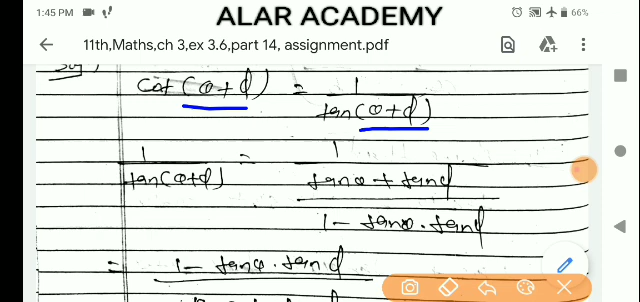 1:45 PM 66%
ALAR ACADEMY
11th,Maths,ch 3,ex 3.6,part 14, assignment.pdf
cot (θ+ϕ) = 1 / tan(θ+ϕ)
1 / tan(θ+ϕ) = 1 / (tanθ + tanϕ / 1 - tanθ . tanϕ)
= 1 - tanθ . tanϕ